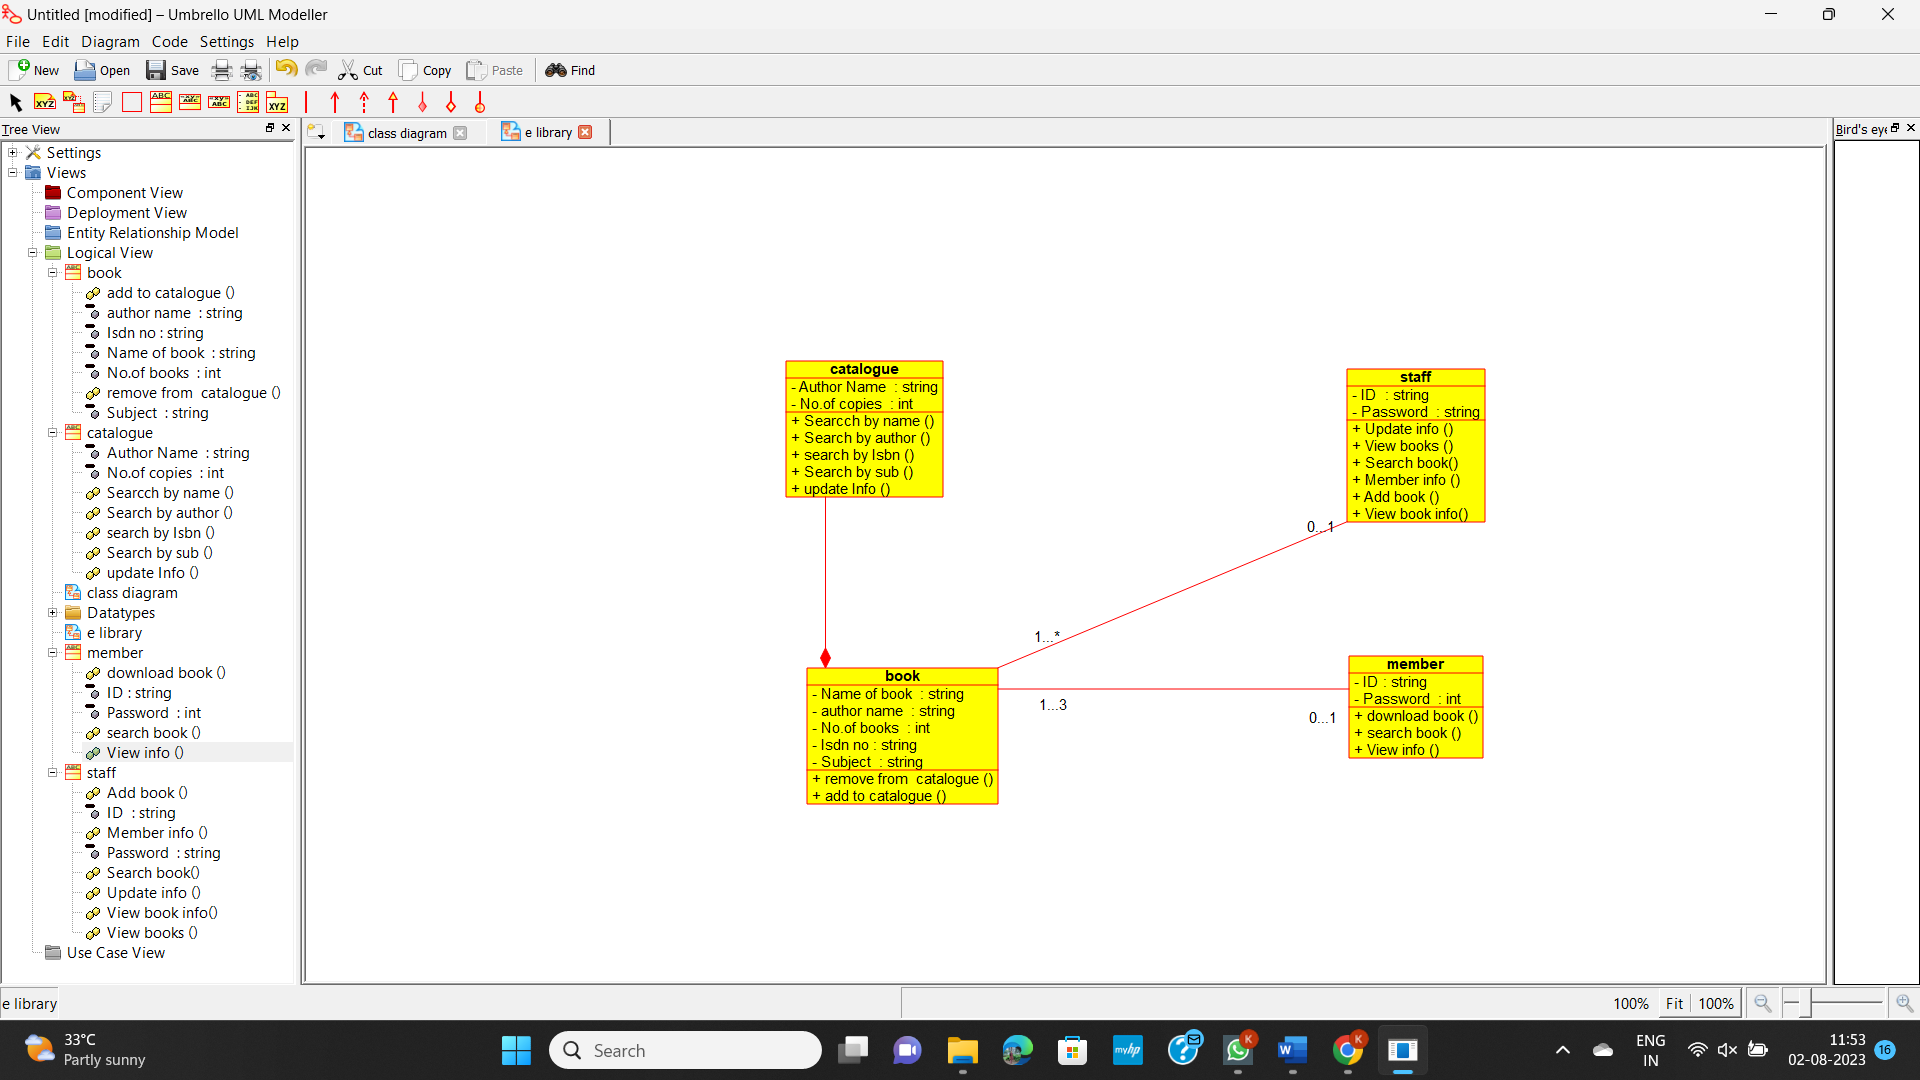 Untitled [modified] – Umbrello UML Modeller
File Edit Diagram Code Settings Help
New Open Save Cut Copy Paste Find
Tree View
class diagram
e library
Bird's eye
Settings
Views
Component View
Deployment View
Entity Relationship Model
Logical View
book
add to catalogue ()
author name : string
Isdn no : string
Name of book : string
No.of books : int
remove from catalogue ()
Subject : string
catalogue
Author Name : string
No.of copies : int
Searcch by name ()
Search by author ()
search by Isbn ()
Search by sub ()
update Info ()
class diagram
Datatypes
e library
member
download book ()
ID : string
Password : int
search book ()
View info ()
staff
Add book ()
ID : string
Member info ()
Password : string
Search book()
Update info ()
View book info()
View books ()
Use Case View
catalogue
- Author Name : string
- No.of copies : int
+ Searcch by name ()
+ Search by author ()
+ search by Isbn ()
+ Search by sub ()
+ update Info ()
staff
- ID : string
- Password : string
+ Update info ()
+ View books ()
+ Search book()
+ Member info ()
+ Add book ()
+ View book info()
0...1
1...*
book
- Name of book : string
- author name : string
- No.of books : int
- Isdn no : string
- Subject : string
+ remove from catalogue ()
+ add to catalogue ()
1...3
0...1
member
- ID : string
- Password : int
+ download book ()
+ search book ()
+ View info ()
e library
100% Fit 100%
33°C
Partly sunny
Search
ENG
IN
11:53
02-08-2023
16